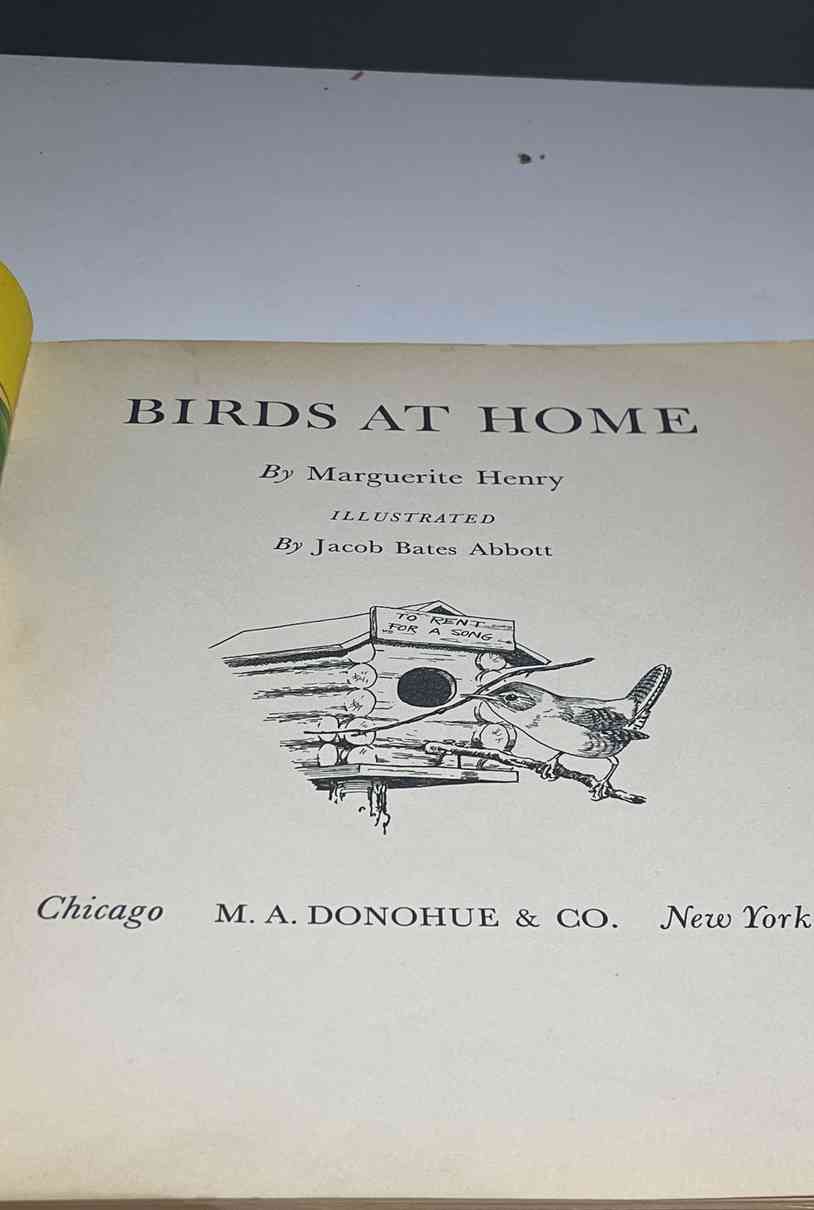 BIRDS AT HOME
By Marguerite Henry
ILLUSTRATED
By Jacob Bates Abbott
TO RENT
FOR A SONG
Chicago M. A. DONOHUE & CO. New York